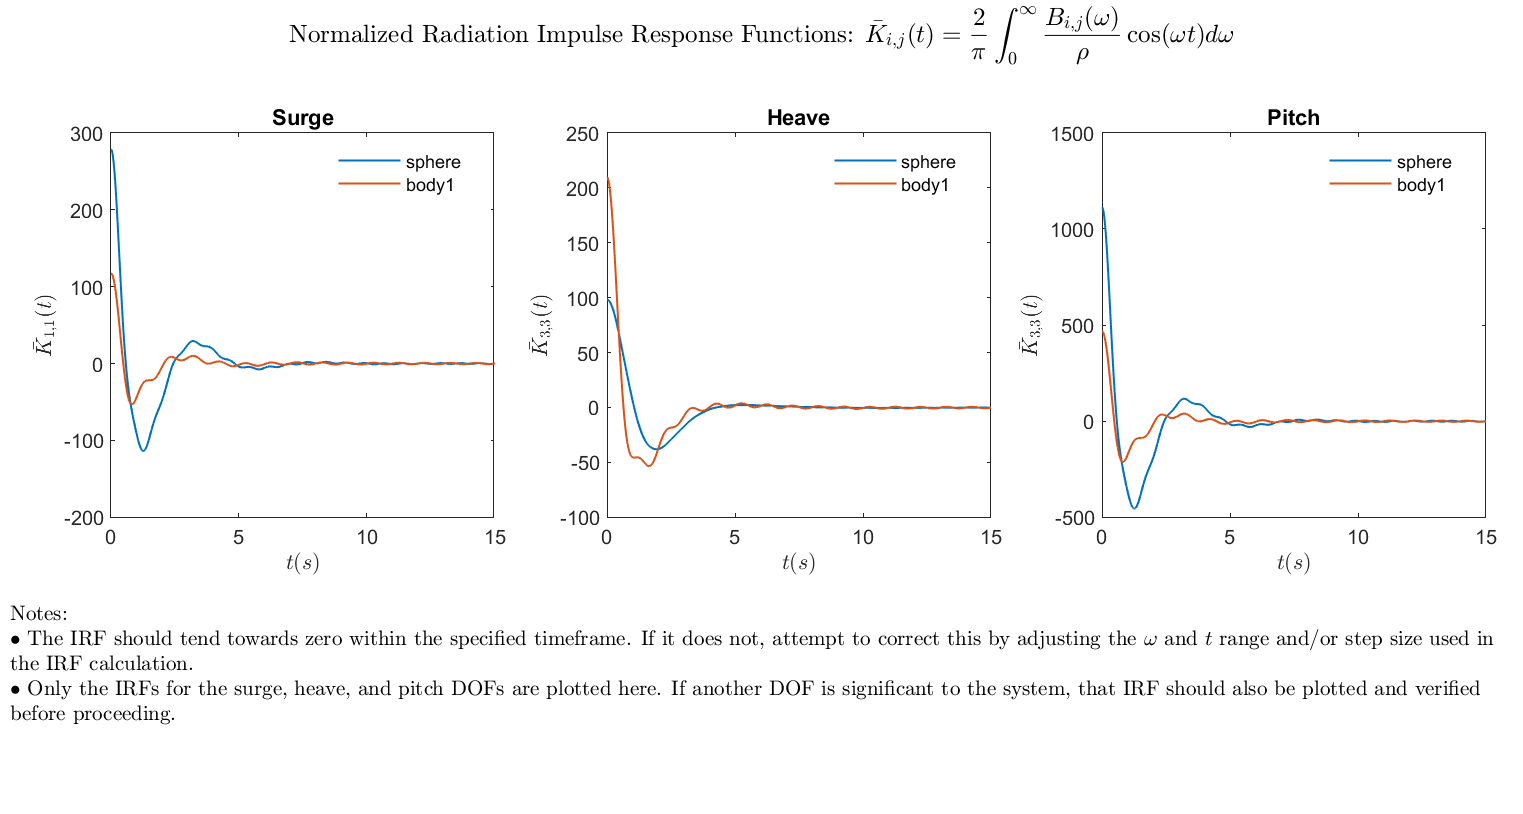 Normalized Radiation Impulse Response Functions: $\bar{K}_{i,j}(t) = \frac{2}{\pi} \int_0^\infty \frac{B_{i,j}(\omega)}{\rho} \cos(\omega t) d\omega$
Surge
300
200
100
0
-100
-200
0
5
10
15
sphere
body1
$\bar{K}_{1,1}(t)$
$t(s)$
Heave
250
200
150
100
50
0
-50
-100
0
5
10
15
sphere
body1
$\bar{K}_{3,3}(t)$
$t(s)$
Pitch
1500
1000
500
0
-500
0
5
10
15
sphere
body1
$\bar{K}_{3,3}(t)$
$t(s)$
Notes:
• The IRF should tend towards zero within the specified timeframe. If it does not, attempt to correct this by adjusting the ω and t range and/or step size used in
the IRF calculation.
• Only the IRFs for the surge, heave, and pitch DOFs are plotted here. If another DOF is significant to the system, that IRF should also be plotted and verified
before proceeding.